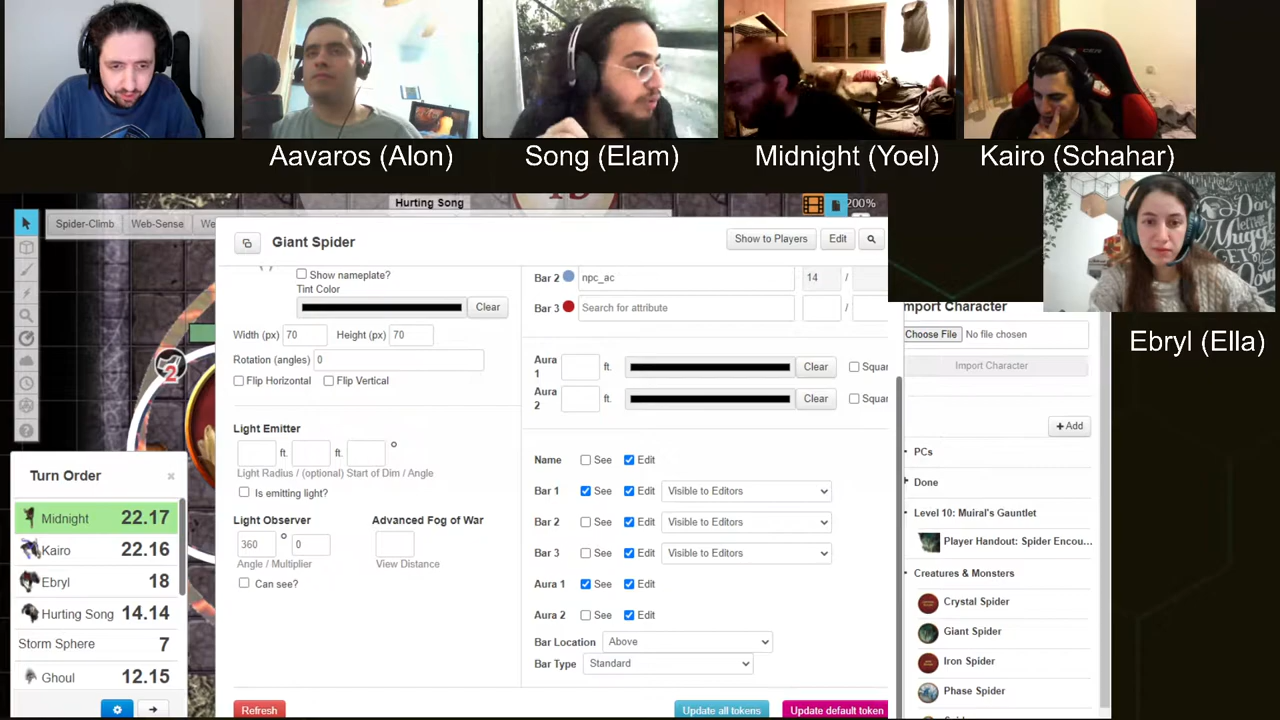 Aavaros (Alon)
Song (Elam)
Midnight (Yoel)
Kairo (Schahar)
Ebryl (Ella)
Hurting Song
200%
Spider-Climb
Web-Sense
We
Giant Spider
Show to Players
Edit
Show nameplate?
Tint Color
Clear
Width (px) 70 Height (px) 70
Rotation (angles) 0
Flip Horizontal Flip Vertical
Light Emitter
ft. ft. °
Light Radius / (optional) Start of Dim / Angle
Is emitting light?
Light Observer
360 ° 0
Angle / Multiplier
Can see?
Advanced Fog of War
View Distance
Refresh
Bar 2 npc_ac 14 /
Bar 3 Search for attribute /
Aura 1 ft. Clear Squar
Aura 2 ft. Clear Squar
Name See Edit
Bar 1 See Edit Visible to Editors
Bar 2 See Edit Visible to Editors
Bar 3 See Edit Visible to Editors
Aura 1 See Edit
Aura 2 See Edit
Bar Location Above
Bar Type Standard
Update all tokens
Update default token
2
Turn Order
Midnight 22.17
Kairo 22.16
Ebryl 18
Hurting Song 14.14
Storm Sphere 7
Ghoul 12.15
Import Character
Choose File No file chosen
Import Character
+ Add
PCs
Done
Level 10: Muiral's Gauntlet
Player Handout: Spider Encou...
Creatures & Monsters
Crystal Spider
Giant Spider
Iron Spider
Phase Spider